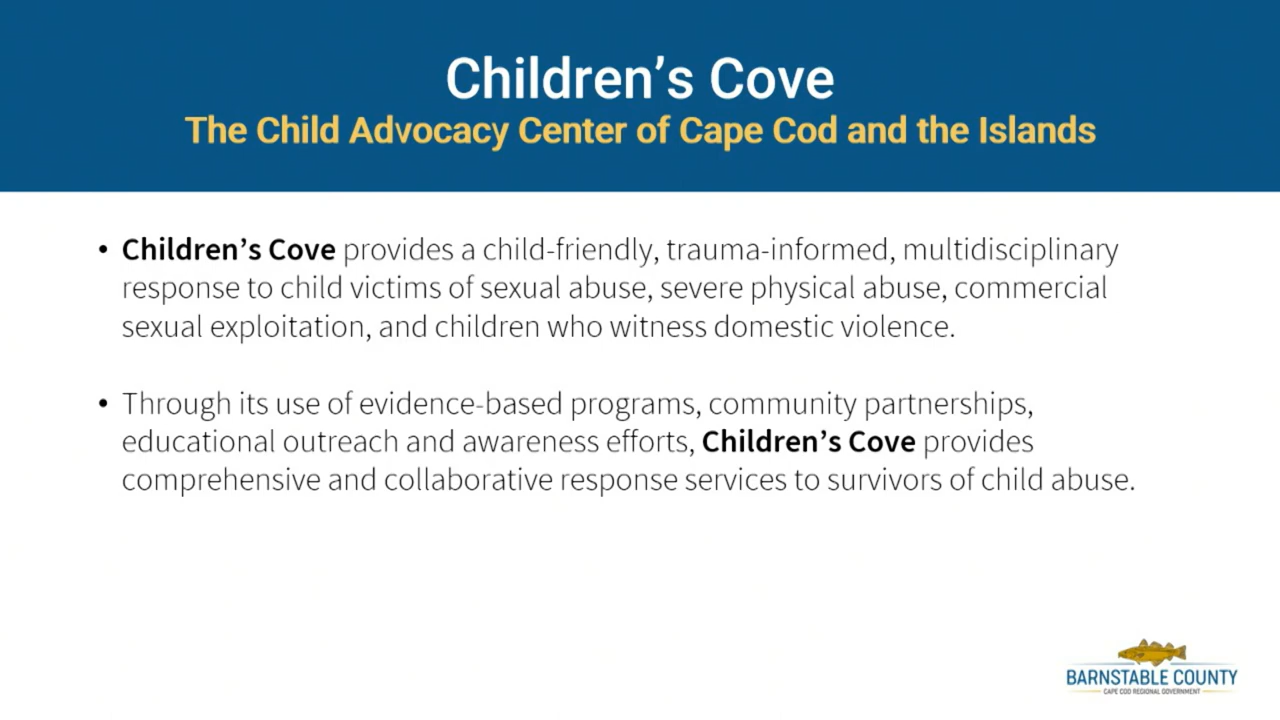 Children’s Cove
The Child Advocacy Center of Cape Cod and the Islands
• Children’s Cove provides a child-friendly, trauma-informed, multidisciplinary
response to child victims of sexual abuse, severe physical abuse, commercial
sexual exploitation, and children who witness domestic violence.
• Through its use of evidence-based programs, community partnerships,
educational outreach and awareness efforts, Children’s Cove provides
comprehensive and collaborative response services to survivors of child abuse.
BARNSTABLE COUNTY
CAPE COD REGIONAL GOVERNMENT